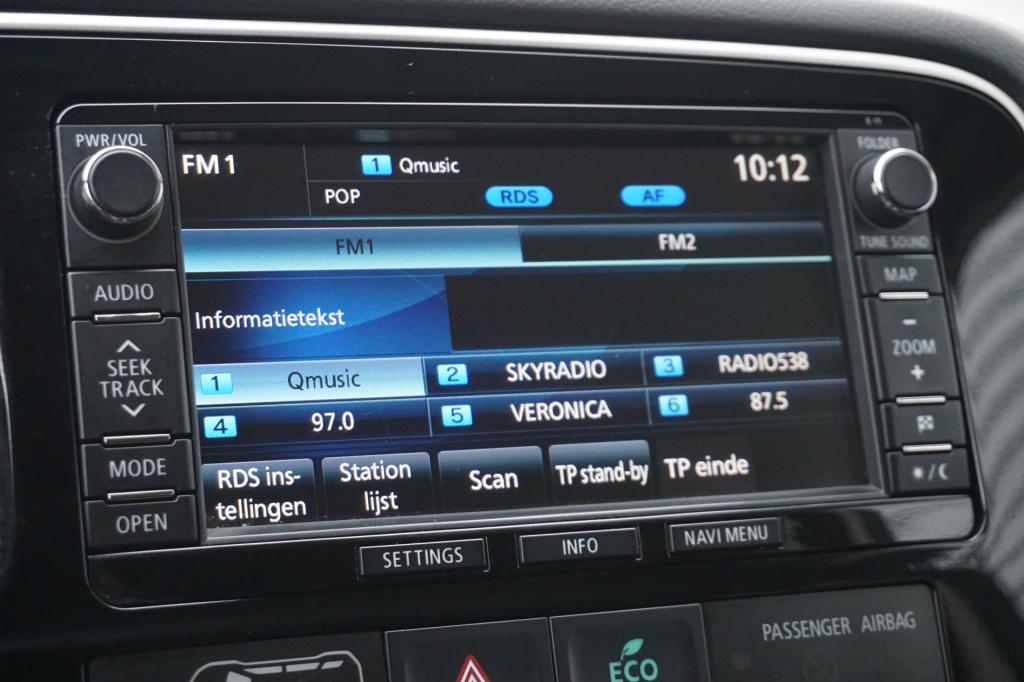 PWR/VOL
FOLDER
FM1
1 Qmusic
10:12
POP
RDS
AF
TUNE SOUND
FM1
FM2
MAP
AUDIO
Informatietekst
-
ZOOM
+
SEEK
TRACK
1 Qmusic
2 SKYRADIO
3 RADIO538
4 97.0
5 VERONICA
6 87.5
MODE
RDS ins-
tellingen
Station
lijst
Scan
TP stand-by
TP einde
OPEN
SETTINGS
INFO
NAVI MENU
PASSENGER AIRBAG
ECO